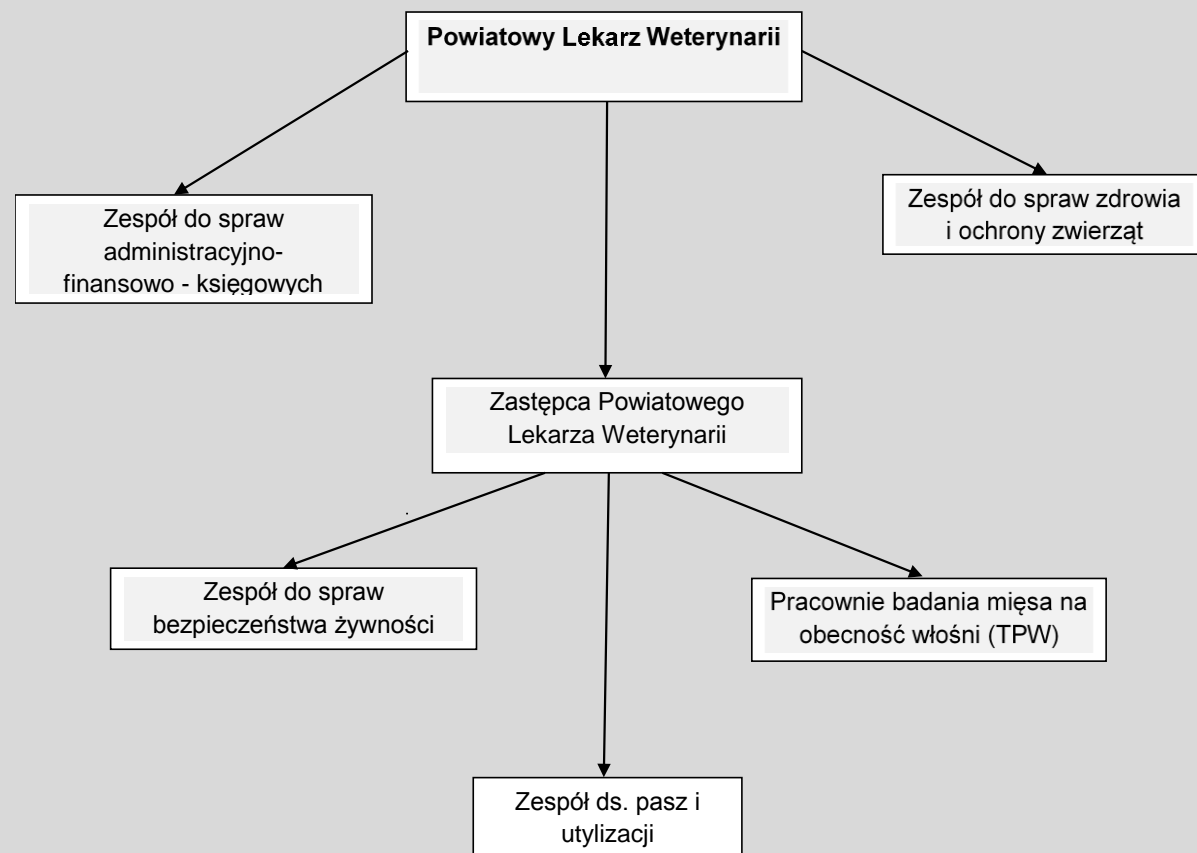 Powiatowy Lekarz Weterynarii
Zespół do spraw
administracyjno-
finansowo - księgowych
Zespół do spraw zdrowia
i ochrony zwierząt
Zastępca Powiatowego
Lekarza Weterynarii
Zespół do spraw
bezpieczeństwa żywności
Pracownie badania mięsa na
obecność włośni (TPW)
Zespół ds. pasz i
utylizacji